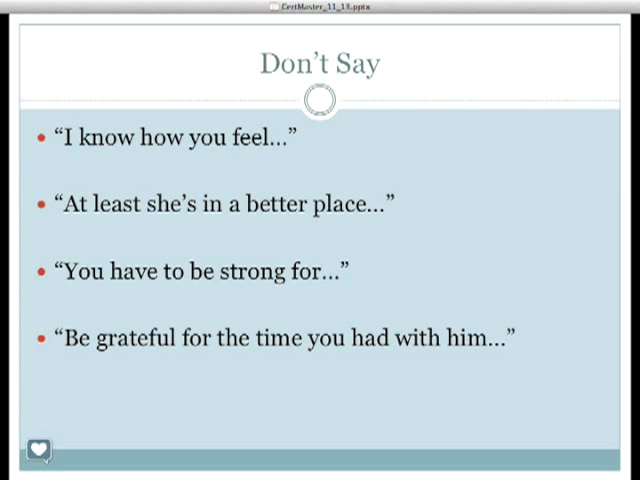 CertMaster_11_13.pptx
Don’t Say
• “I know how you feel…”
• “At least she’s in a better place…”
• “You have to be strong for…”
• “Be grateful for the time you had with him…”